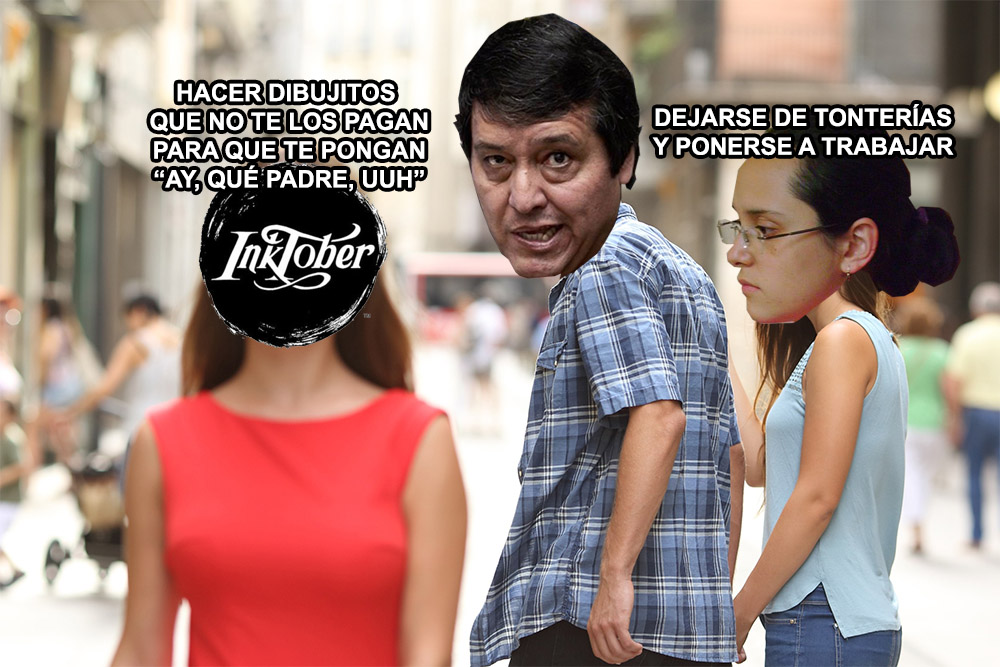 HACER DIBUJITOS
QUE NO TE LOS PAGAN
PARA QUE TE PONGAN
“AY, QUÉ PADRE, UUH”
InkTober
TM
DEJARSE DE TONTERÍAS
Y PONERSE A TRABAJAR